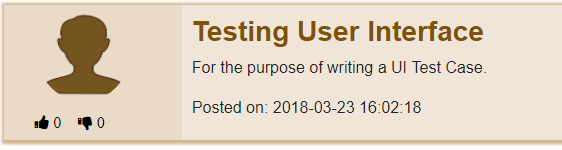 Testing User Interface
For the purpose of writing a UI Test Case.
Posted on: 2018-03-23 16:02:18
0 0